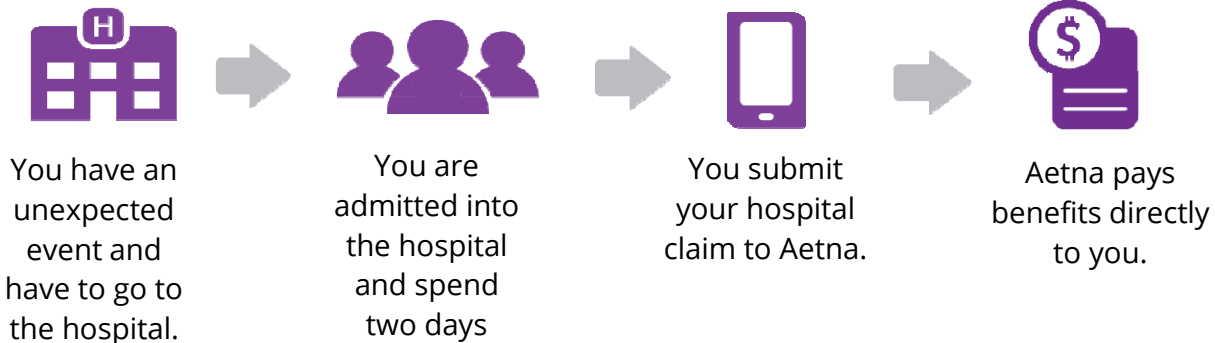 H
$
You have an
unexpected
event and
have to go to
the hospital.
You are
admitted into
the hospital
and spend
two days
You submit
your hospital
claim to Aetna.
Aetna pays
benefits directly
to you.